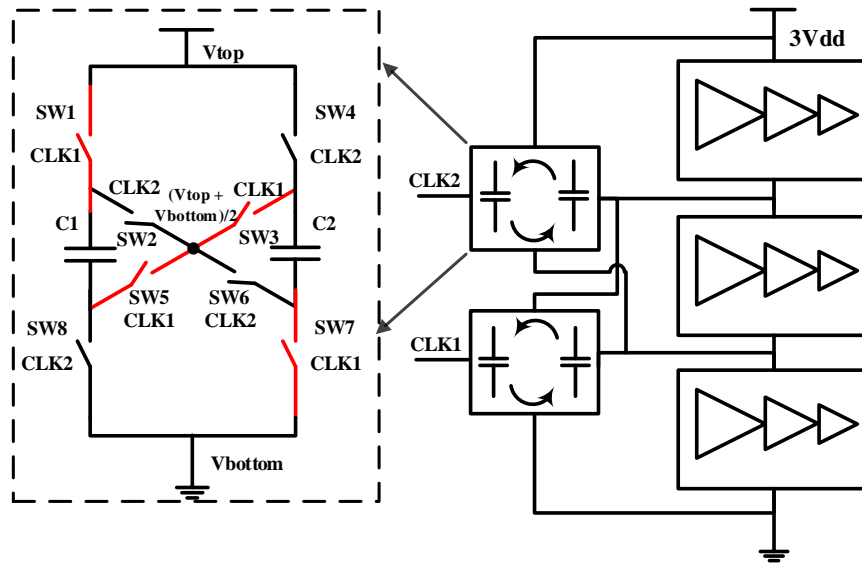 Vtop
3Vdd
SW1
SW4
CLK1
CLK2
CLK2
(Vtop +
Vbottom)/2
CLK1
CLK2
C1
SW2
SW3
C2
SW5
SW6
CLK1
CLK2
SW8
SW7
CLK2
CLK1
CLK1
Vbottom